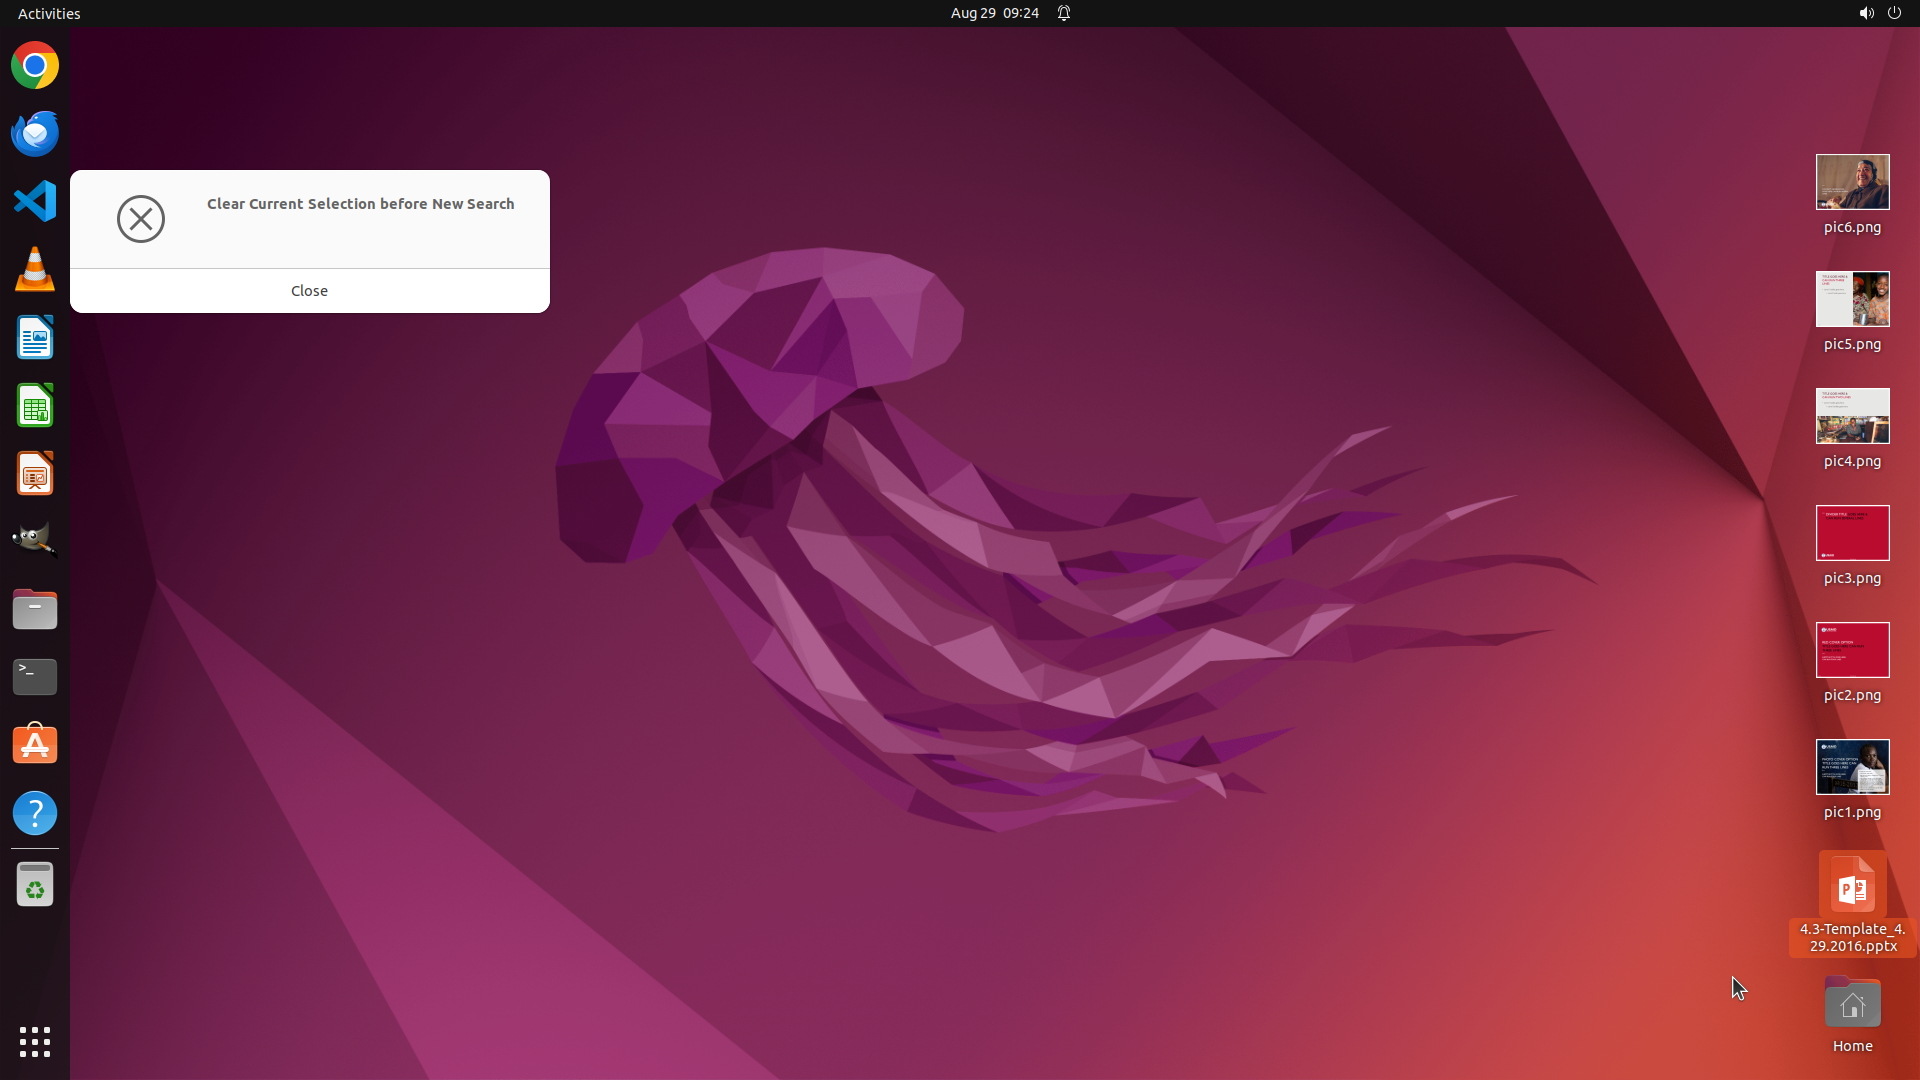 Activities
Aug 29 09:24
Clear Current Selection before New Search
Close
pic6.png
pic5.png
pic4.png
pic3.png
pic2.png
pic1.png
4.3-Template_4.
29.2016.pptx
Home